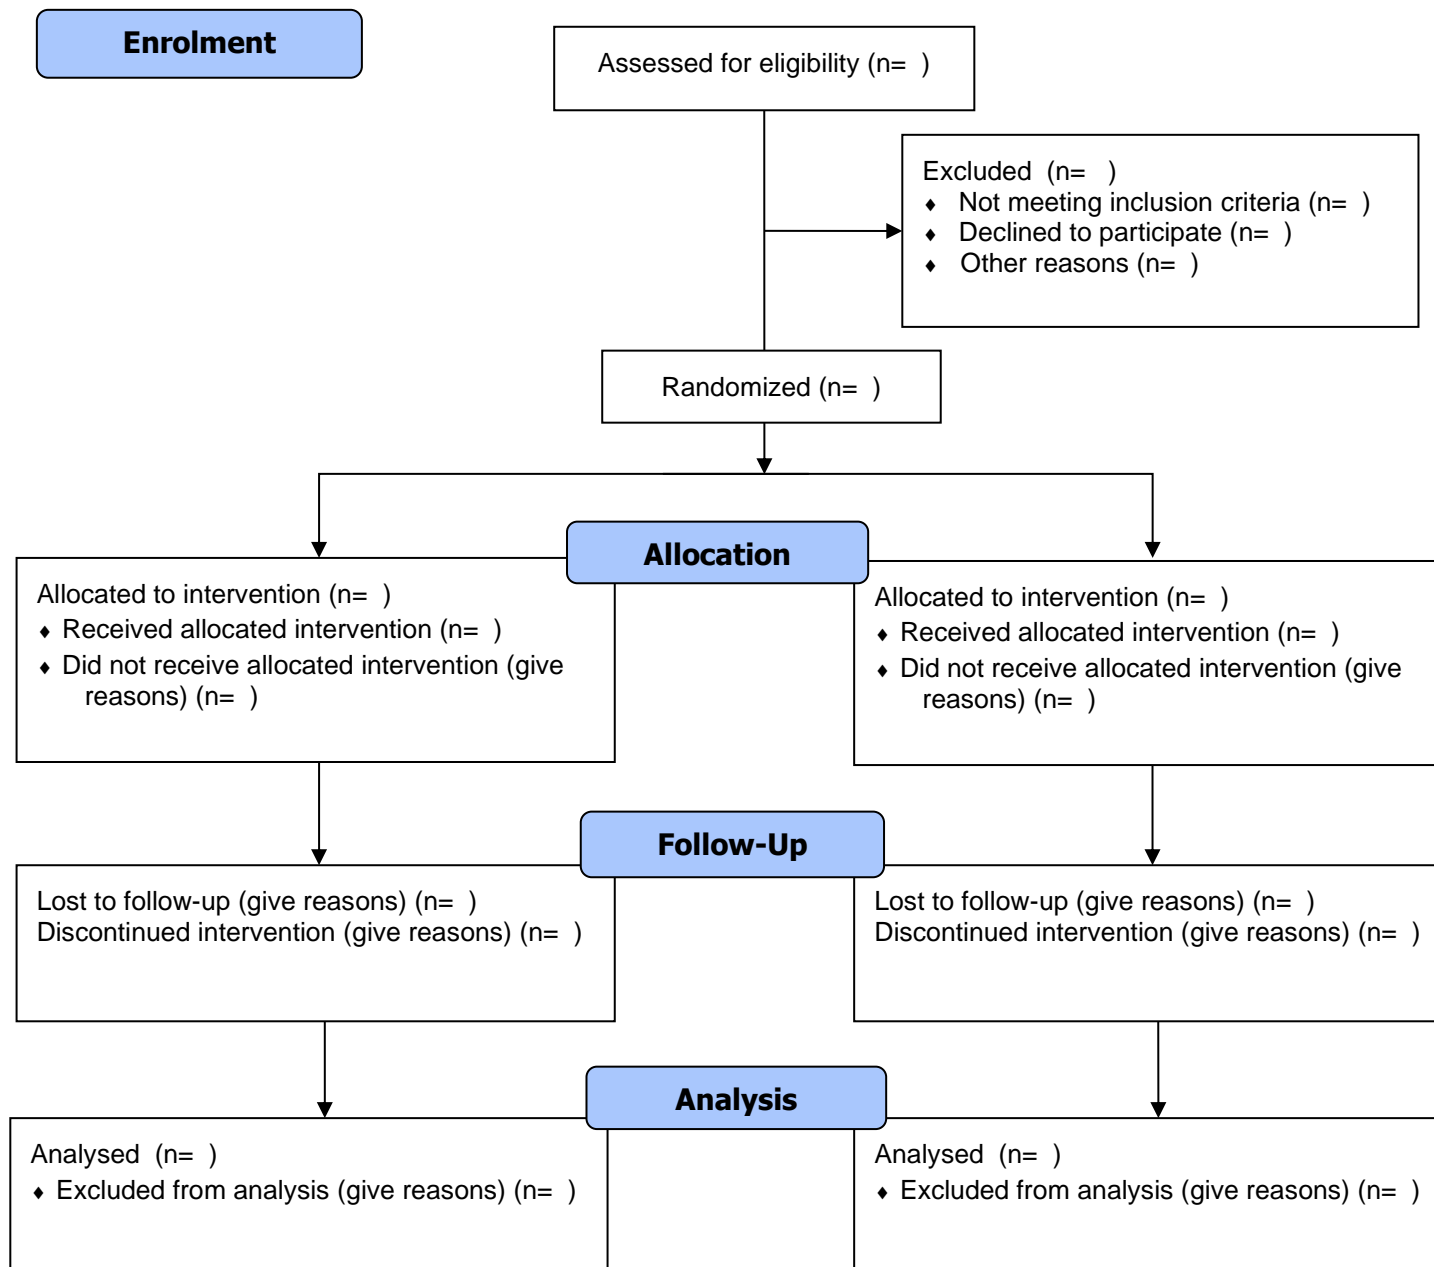 Enrolment
Assessed for eligibility (n=  )
Excluded  (n=   )
♦ Not meeting inclusion criteria (n=  )
♦ Declined to participate (n=  )
♦ Other reasons (n=  )
Randomized (n=  )
Allocation
Allocated to intervention (n=  )
♦ Received allocated intervention (n=  )
♦ Did not receive allocated intervention (give
reasons) (n=  )
Allocated to intervention (n=  )
♦ Received allocated intervention (n=  )
♦ Did not receive allocated intervention (give
reasons) (n=  )
Follow-Up
Lost to follow-up (give reasons) (n=  )
Discontinued intervention (give reasons) (n=  )
Lost to follow-up (give reasons) (n=  )
Discontinued intervention (give reasons) (n=  )
Analysis
Analysed  (n=  )
♦ Excluded from analysis (give reasons) (n=  )
Analysed  (n=  )
♦ Excluded from analysis (give reasons) (n=  )